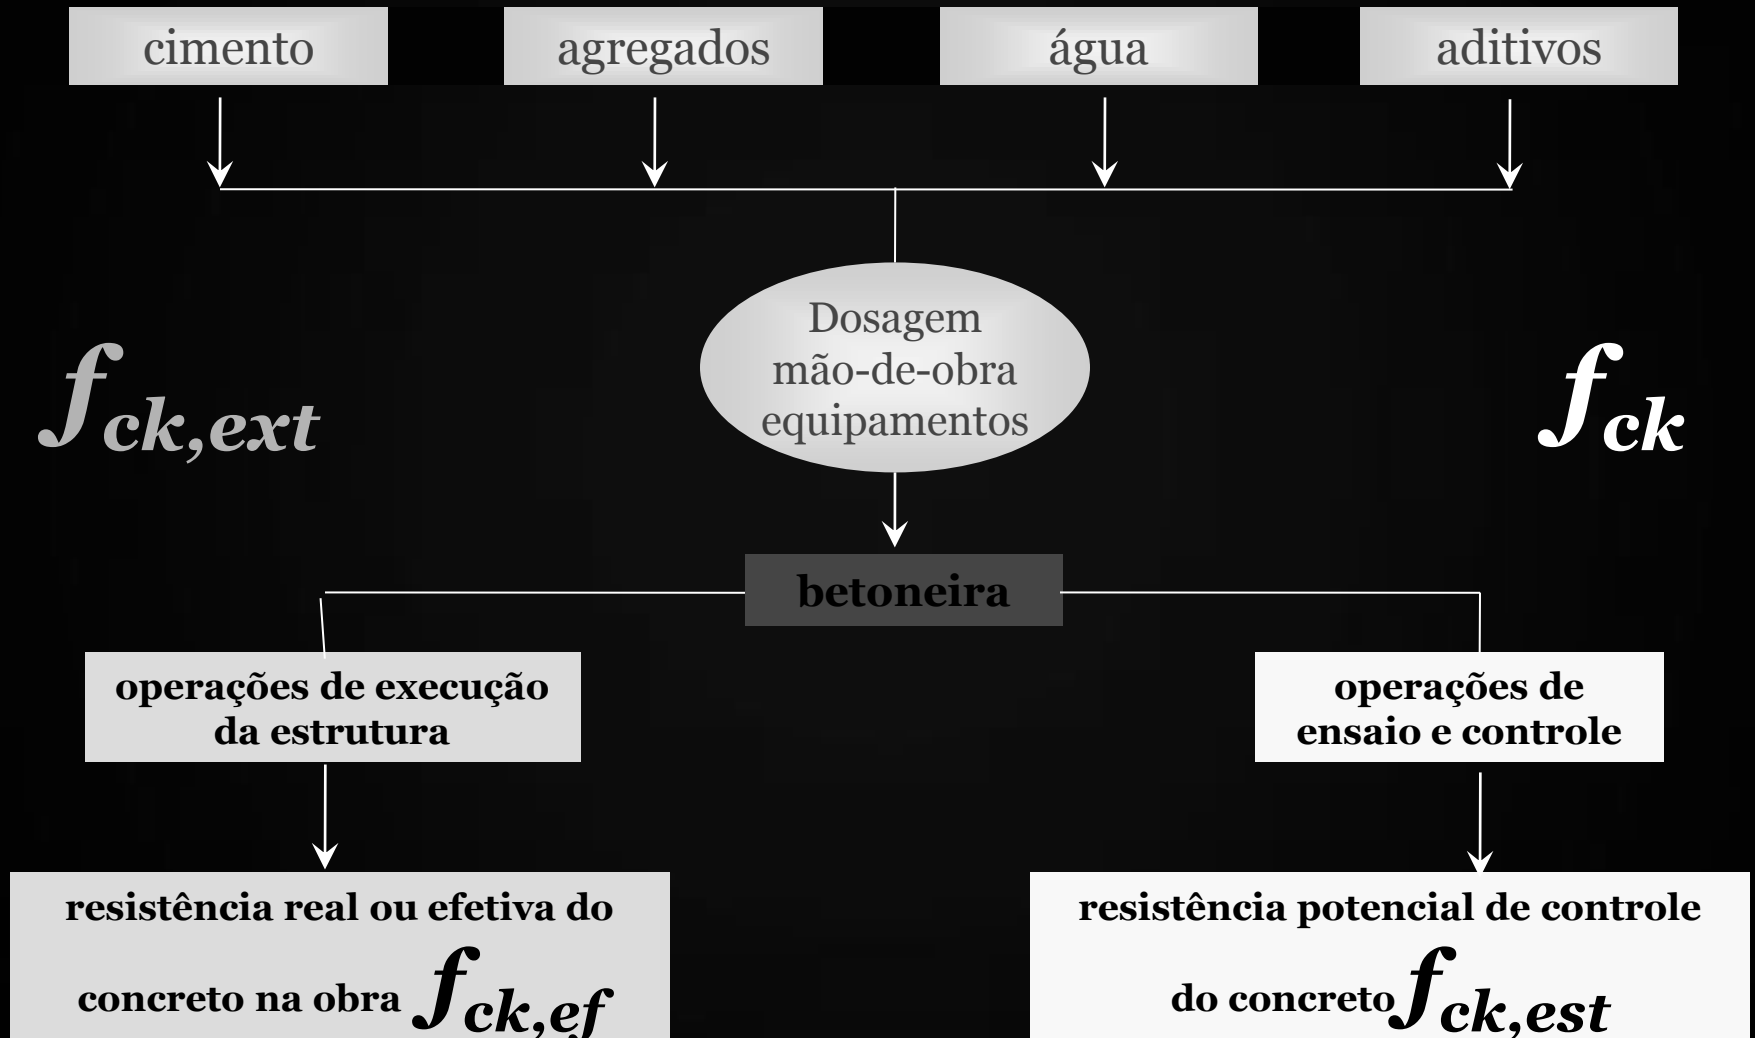 cimento
agregados
água
aditivos
Dosagem
mão-de-obra
equipamentos
fck,ext
fck
betoneira
operações de execução
da estrutura
operações de
ensaio e controle
resistência real ou efetiva do
concreto na obra fck,ef
resistência potencial de controle
do concreto fck,est